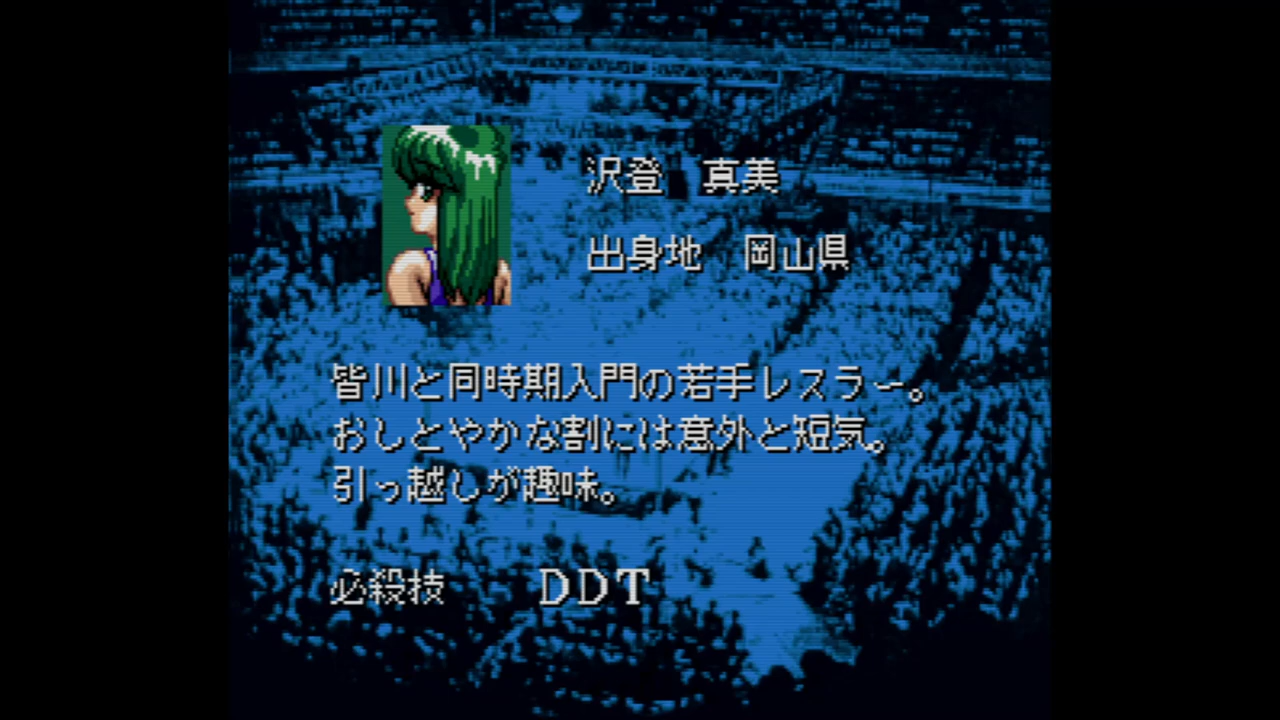 沢登 真美
出身地 岡山県
皆川と同時期入門の若手レスラー。
おしとやかな割には意外と短気。
引っ越しが趣味。
必殺技 DDT